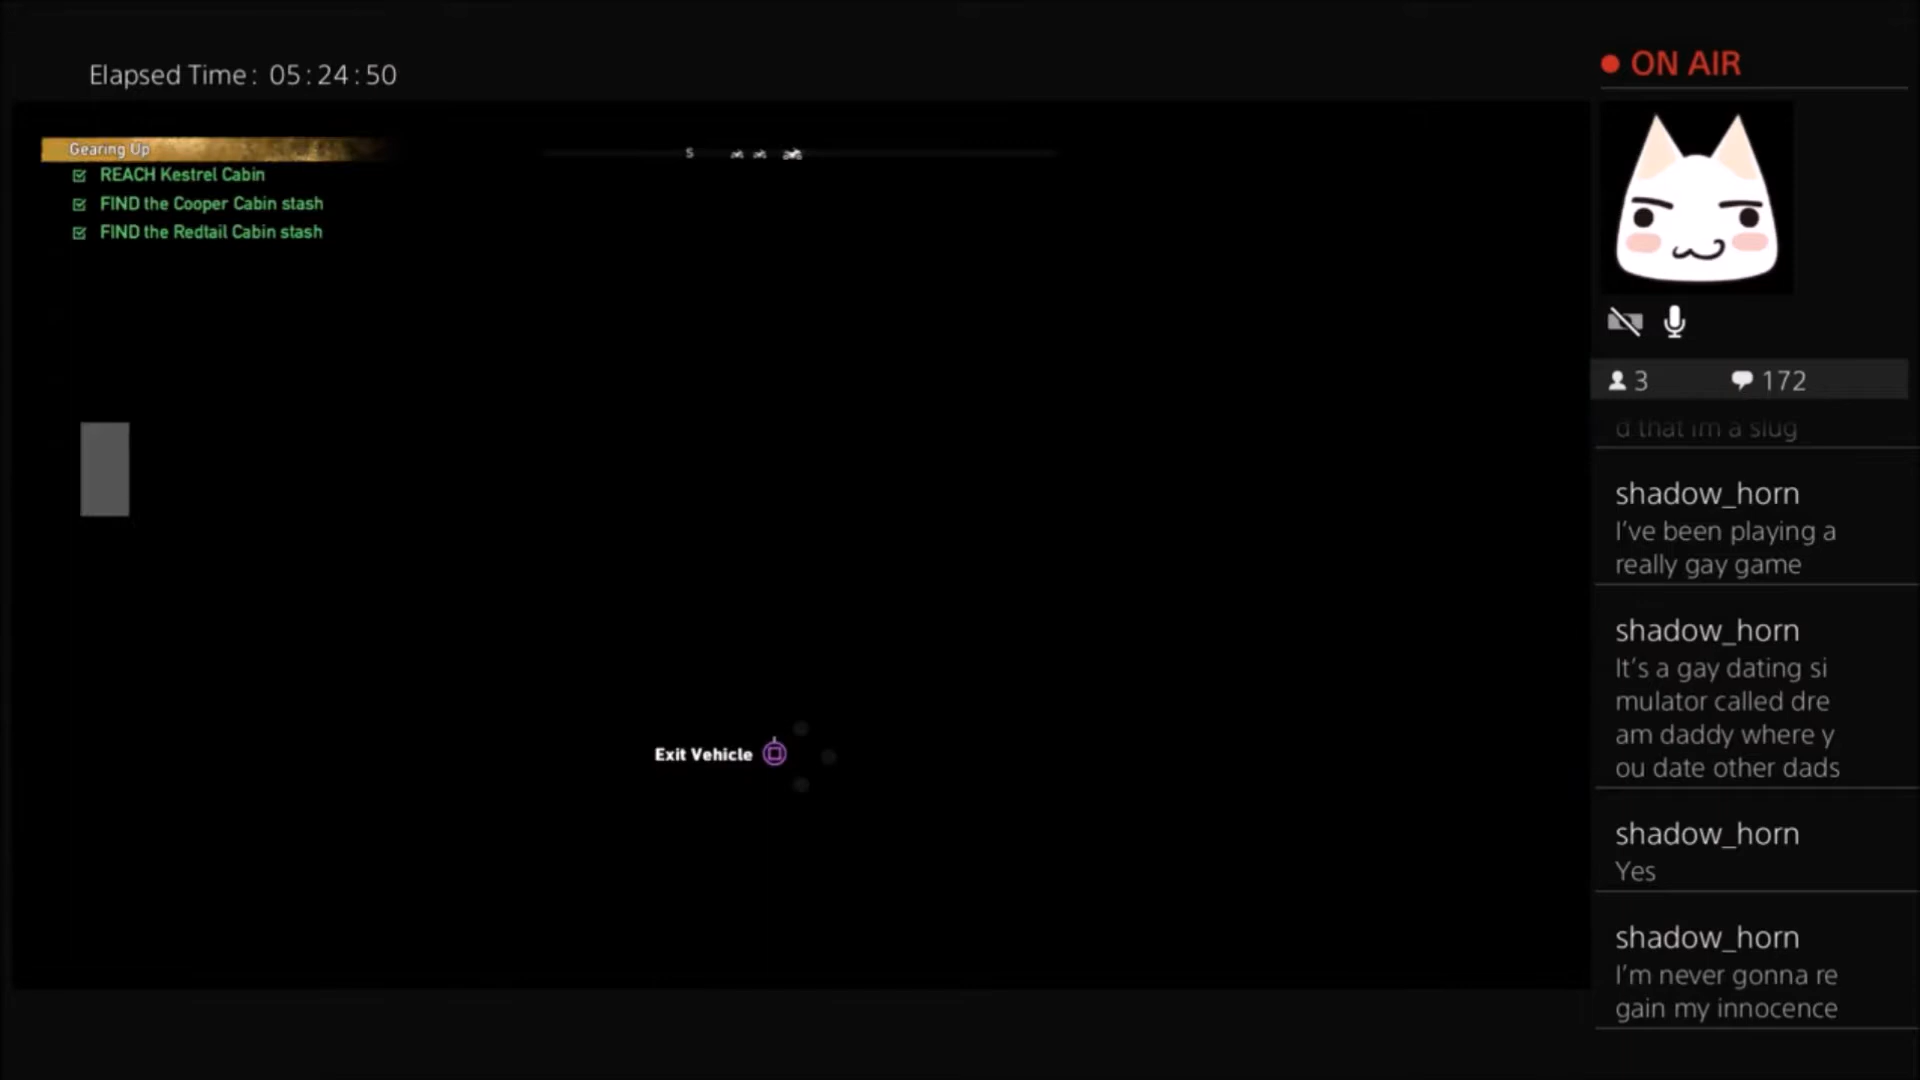 Elapsed Time: 05:24:50
ON AIR
Gearing Up
S
REACH Kestrel Cabin
FIND the Cooper Cabin stash
FIND the Redtail Cabin stash
3
172
d that im a slug
shadow_horn
I've been playing a
really gay game
shadow_horn
It's a gay dating si
mulator called dre
am daddy where y
ou date other dads
Exit Vehicle
shadow_horn
Yes
shadow_horn
I'm never gonna re
gain my innocence